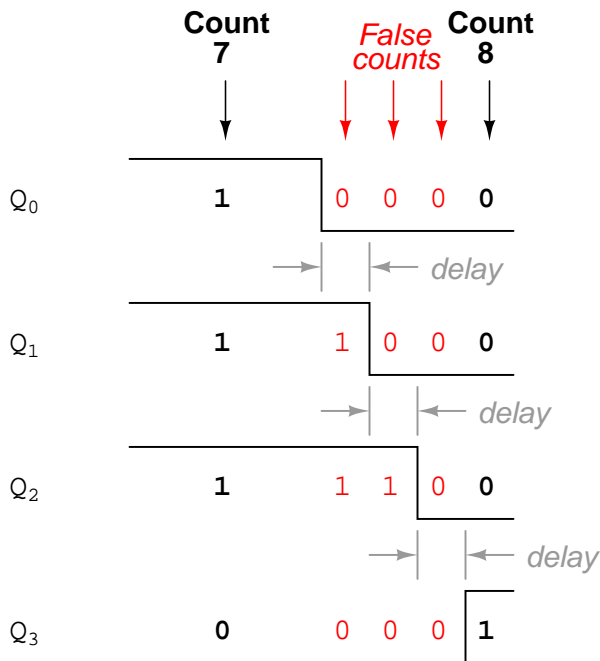 Count 7
False counts
Count 8
Q0 1 0 0 0 0
delay
Q1 1 1 0 0 0
delay
Q2 1 1 1 0 0
delay
Q3 0 0 0 0 1